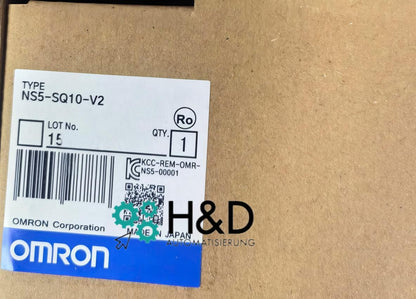 TYPE
NS5-SQ10-V2
Ro
LOT No.
QTY.
15
1
KCC-REM-OMR-
NS5-00001
H&D
AUTOMATISIERUNG
OMRON Corporation
MADE IN JAPAN
OMRON